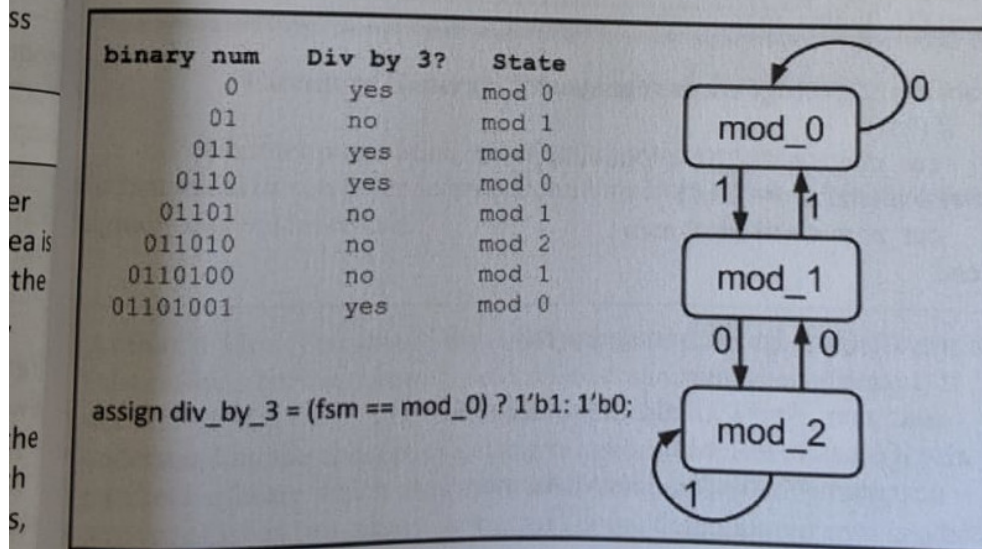 ss
er
ea is
the
he
h
s,
binary num Div by 3? State
0 yes mod 0
01 no mod 1
011 yes mod 0
0110 yes mod 0
01101 no mod 1
011010 no mod 2
0110100 no mod 1
01101001 yes mod 0
assign div_by_3 = (fsm == mod_0) ? 1'b1: 1'b0;
0
mod_0
1 1
mod_1
0 0
mod_2
1